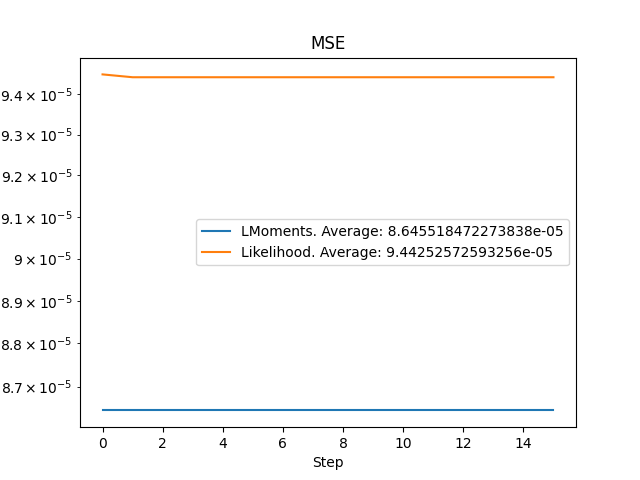 MSE
9.4 × 10⁻⁵
9.3 × 10⁻⁵
9.2 × 10⁻⁵
9.1 × 10⁻⁵
9 × 10⁻⁵
8.9 × 10⁻⁵
8.8 × 10⁻⁵
8.7 × 10⁻⁵
LMoments. Average: 8.645518472273838e-05
Likelihood. Average: 9.44252572593256e-05
0 2 4 6 8 10 12 14
Step